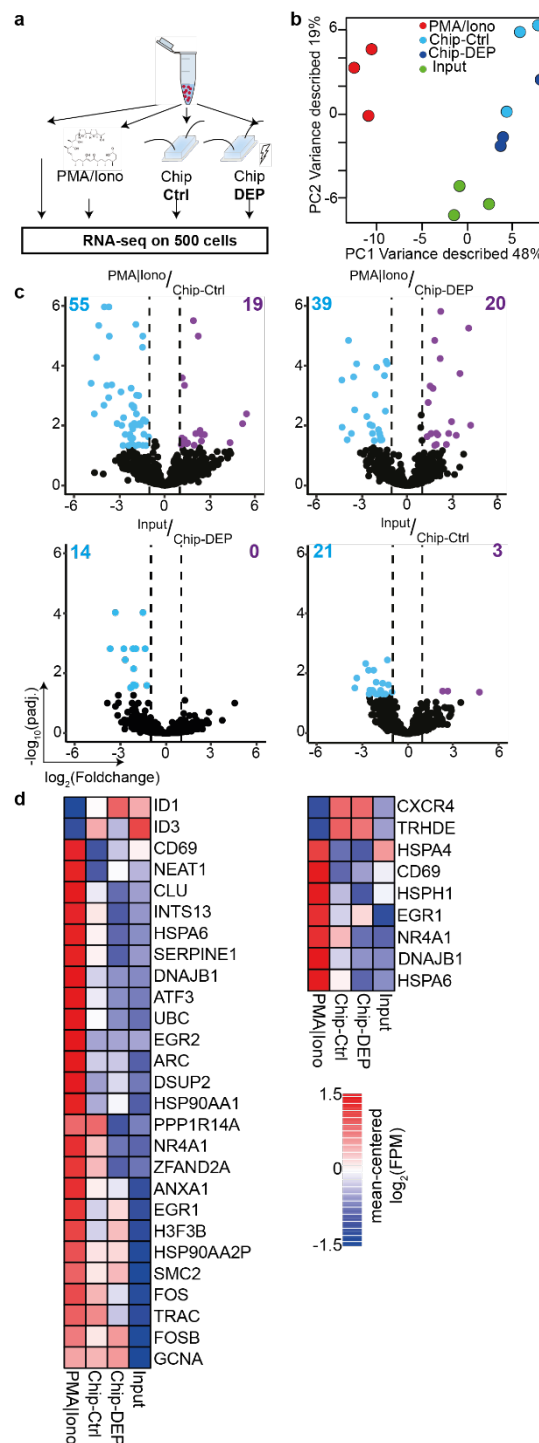 a
PMA/Iono
Chip
Ctrl
Chip
DEP
RNA-seq on 500 cells
b
PMA/Iono
Chip-Ctrl
Chip-DEP
Input
6
0
-6
-10
0
5
PC2 Variance described 19%
PC1 Variance described 48%
c
PMA|Iono/Chip-Ctrl
55
19
6
4
2
0
-6
-3
0
3
6
PMA|Iono/Chip-DEP
39
20
6
4
2
0
-6
-3
0
3
6
Input/Chip-DEP
14
0
6
4
2
0
-6
-3
0
3
6
-log10(padj.)
log2(Foldchange)
Input/Chip-Ctrl
21
3
6
4
2
0
-6
-3
0
3
6
d
ID1
ID3
CD69
NEAT1
CLU
INTS13
HSPA6
SERPINE1
DNAJB1
ATF3
UBC
EGR2
ARC
DSUP2
HSP90AA1
PPP1R14A
NR4A1
ZFAND2A
ANXA1
EGR1
H3F3B
HSP90AA2P
SMC2
FOS
TRAC
FOSB
GCNA
PMA|Iono
Chip-Ctrl
Chip-DEP
Input
CXCR4
TRHDE
HSPA4
CD69
HSPH1
EGR1
NR4A1
DNAJB1
HSPA6
PMA|Iono
Chip-Ctrl
Chip-DEP
Input
1.5
0
-1.5
mean-centered
log2(FPM)